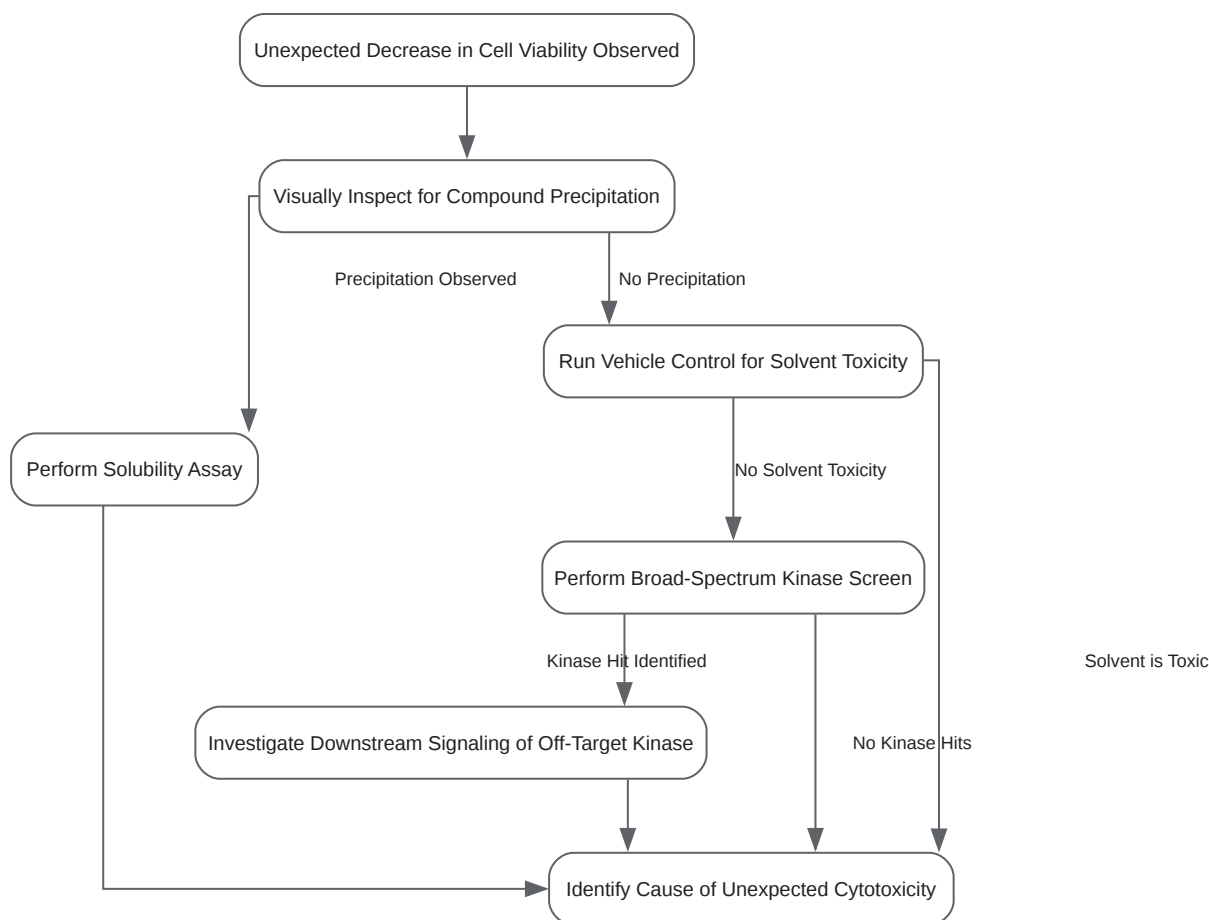 Unexpected Decrease in Cell Viability Observed
Visually Inspect for Compound Precipitation
Precipitation Observed
No Precipitation
Run Vehicle Control for Solvent Toxicity
Perform Solubility Assay
No Solvent Toxicity
Perform Broad-Spectrum Kinase Screen
Kinase Hit Identified
Solvent is Toxic
Investigate Downstream Signaling of Off-Target Kinase
No Kinase Hits
Identify Cause of Unexpected Cytotoxicity